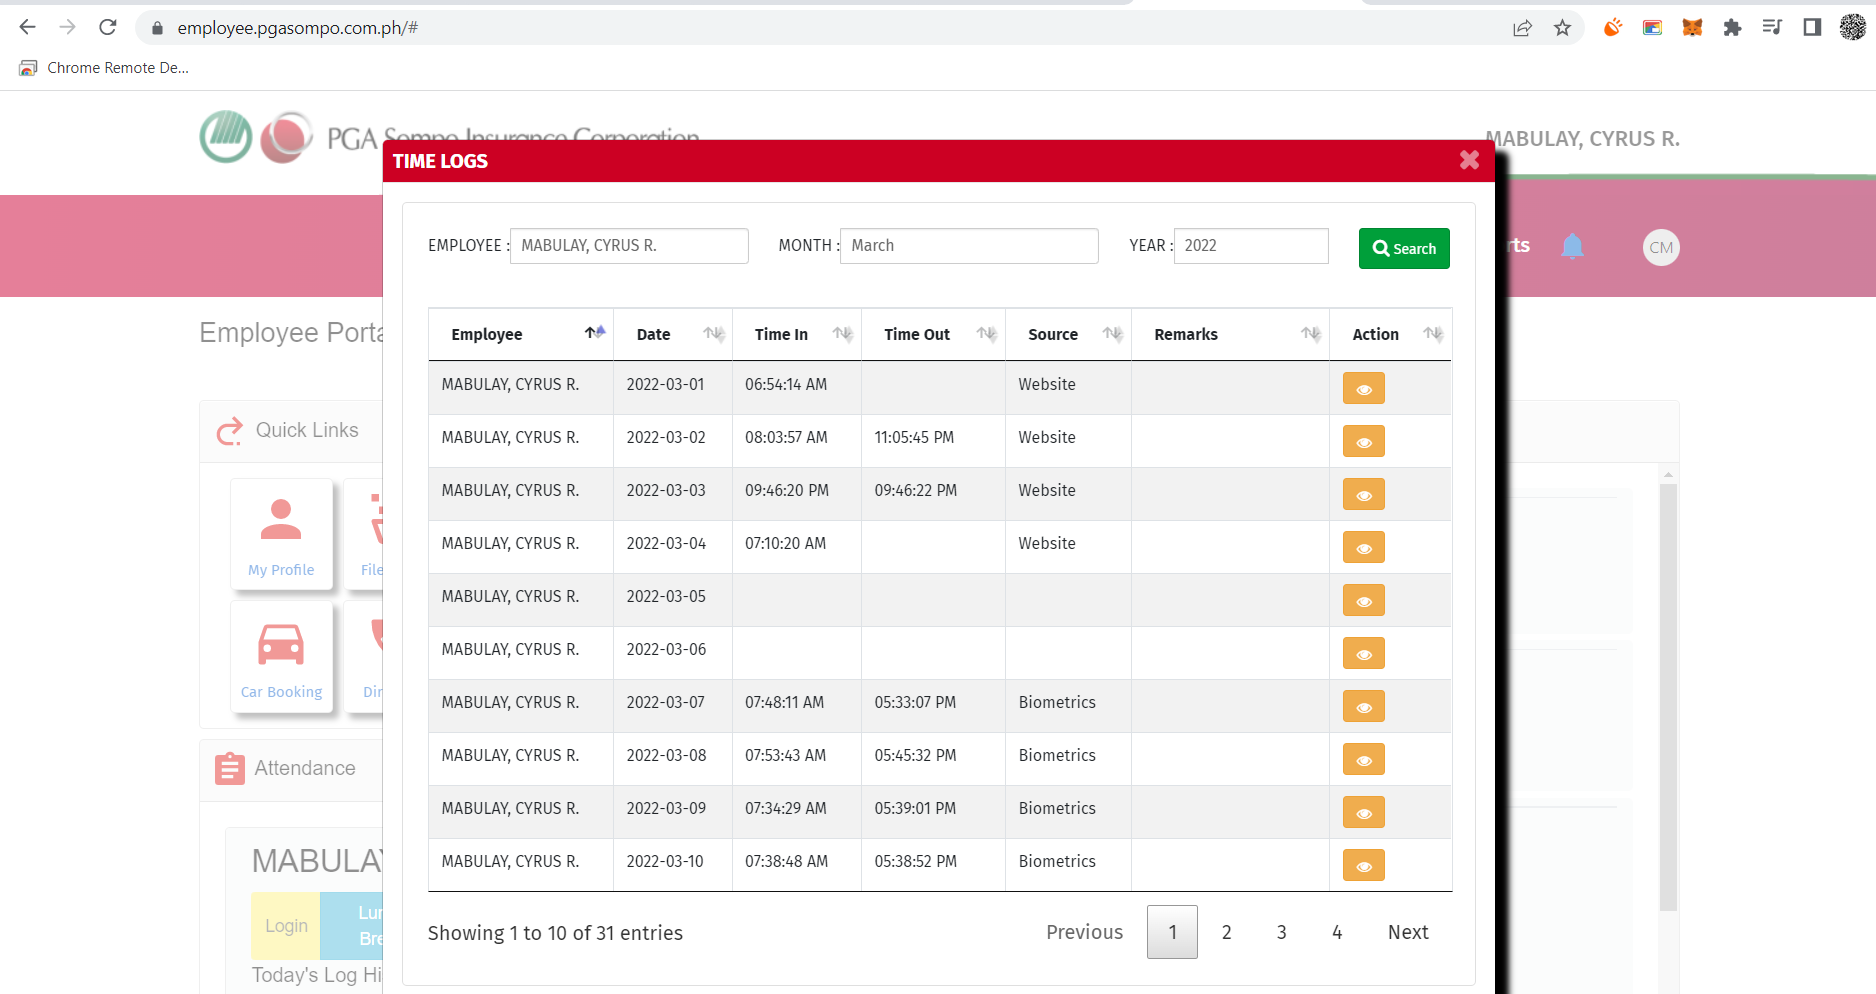 employee.pgasompo.com.ph/#
Chrome Remote De...
PGA Sompo Insurance Corporation
MABULAY, CYRUS R.
TIME LOGS
EMPLOYEE : MABULAY, CYRUS R. MONTH : March YEAR : 2022 Search
rts CM
Employee Porta
Employee Date Time In Time Out Source Remarks Action
MABULAY, CYRUS R. 2022-03-01 06:54:14 AM Website
MABULAY, CYRUS R. 2022-03-02 08:03:57 AM 11:05:45 PM Website
MABULAY, CYRUS R. 2022-03-03 09:46:20 PM 09:46:22 PM Website
MABULAY, CYRUS R. 2022-03-04 07:10:20 AM Website
MABULAY, CYRUS R. 2022-03-05
MABULAY, CYRUS R. 2022-03-06
MABULAY, CYRUS R. 2022-03-07 07:48:11 AM 05:33:07 PM Biometrics
MABULAY, CYRUS R. 2022-03-08 07:53:43 AM 05:45:32 PM Biometrics
MABULAY, CYRUS R. 2022-03-09 07:34:29 AM 05:39:01 PM Biometrics
MABULAY, CYRUS R. 2022-03-10 07:38:48 AM 05:38:52 PM Biometrics
Showing 1 to 10 of 31 entries Previous 1 2 3 4 Next
Quick Links
My Profile File
Car Booking Dir
Attendance
MABULAY
Login Lun
Bre
Today's Log Hi